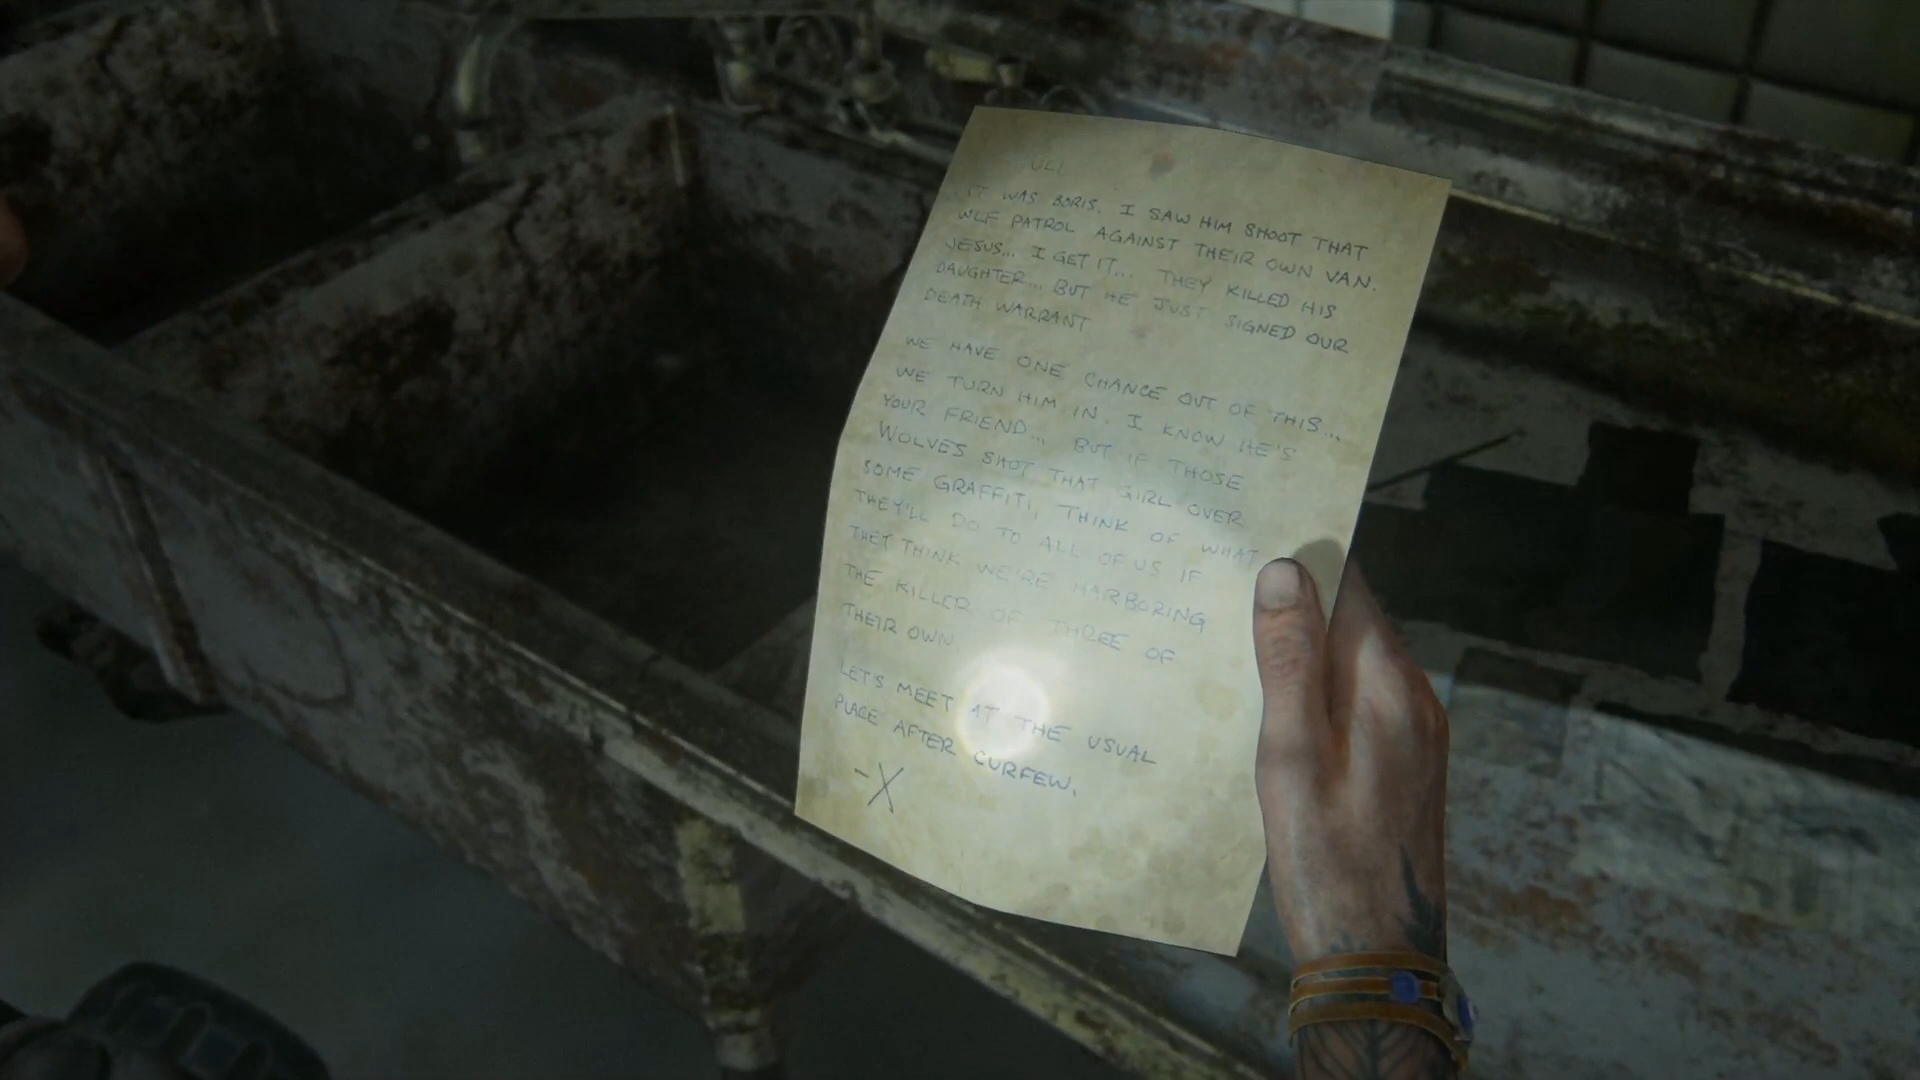 ULI
IT WAS BORIS. I SAW HIM SHOOT THAT
WLF PATROL AGAINST THEIR OWN VAN.
JESUS... I GET IT... THEY KILLED HIS
DAUGHTER... BUT HE JUST SIGNED OUR
DEATH WARRANT
WE HAVE ONE CHANCE OUT OF THIS...
WE TURN HIM IN. I KNOW HE'S
YOUR FRIEND... BUT IF THOSE
WOLVES SHOT THAT GIRL OVER
SOME GRAFFITI, THINK OF WHAT
THEY'LL DO TO ALL OF US IF
THEY THINK WE'RE HARBORING
THE KILLER OF THREE OF
THEIR OWN.
LET'S MEET AT THE USUAL
PLACE AFTER CURFEW.
-X